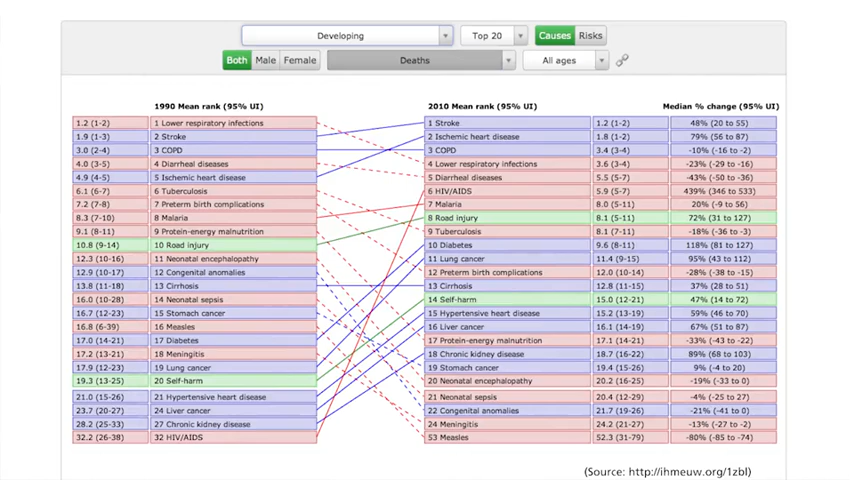 Developing Top 20 Causes Risks
Both Male Female Deaths All ages
1990 Mean rank (95% UI) 2010 Mean rank (95% UI) Median % change (95% UI)
1.2 (1-2) 1 Lower respiratory infections 1 Stroke 1.2 (1-2) 48% (20 to 55)
1.9 (1-3) 2 Stroke 2 Ischemic heart disease 1.8 (1-2) 79% (56 to 87)
3.0 (2-4) 3 COPD 3 COPD 3.4 (3-4) -10% (-16 to -2)
4.0 (3-5) 4 Diarrheal diseases 4 Lower respiratory infections 3.6 (3-4) -23% (-29 to -16)
4.9 (4-5) 5 Ischemic heart disease 5 Diarrheal diseases 5.5 (5-7) -43% (-50 to -36)
6.1 (6-7) 6 Tuberculosis 6 HIV/AIDS 5.9 (5-7) 439% (346 to 533)
7.2 (7-8) 7 Preterm birth complications 7 Malaria 8.0 (5-11) 20% (-9 to 56)
8.3 (7-10) 8 Malaria 8 Road injury 8.1 (5-11) 72% (31 to 127)
9.1 (8-11) 9 Protein-energy malnutrition 9 Tuberculosis 8.1 (7-11) -18% (-36 to -3)
10.8 (9-14) 10 Road injury 10 Diabetes 9.6 (8-11) 118% (81 to 127)
12.3 (10-16) 11 Neonatal encephalopathy 11 Lung cancer 11.4 (9-15) 95% (43 to 112)
12.9 (10-17) 12 Congenital anomalies 12 Preterm birth complications 12.0 (10-14) -28% (-38 to -15)
13.8 (11-18) 13 Cirrhosis 13 Cirrhosis 12.8 (11-15) 37% (28 to 51)
16.0 (10-28) 14 Neonatal sepsis 14 Self-harm 15.0 (12-21) 47% (14 to 72)
16.7 (12-23) 15 Stomach cancer 15 Hypertensive heart disease 15.2 (13-19) 59% (46 to 70)
16.8 (6-39) 16 Measles 16 Liver cancer 16.1 (14-19) 67% (51 to 87)
17.0 (14-21) 17 Diabetes 17 Protein-energy malnutrition 17.1 (14-21) -33% (-43 to -22)
17.2 (13-21) 18 Meningitis 18 Chronic kidney disease 18.7 (16-22) 89% (68 to 103)
17.9 (12-23) 19 Lung cancer 19 Stomach cancer 19.4 (15-26) 9% (-4 to 20)
19.3 (13-25) 20 Self-harm 20 Neonatal encephalopathy 20.2 (16-25) -19% (-33 to 0)
21.0 (15-26) 21 Hypertensive heart disease 21 Neonatal sepsis 20.4 (12-29) -4% (-25 to 27)
23.7 (20-27) 24 Liver cancer 22 Congenital anomalies 21.7 (19-26) -21% (-41 to 0)
28.2 (25-33) 27 Chronic kidney disease 24 Meningitis 24.2 (21-27) -13% (-27 to -2)
32.2 (26-38) 32 HIV/AIDS 53 Measles 52.3 (31-79) -80% (-85 to -74)
(Source: http://ihmeuw.org/1zbl)